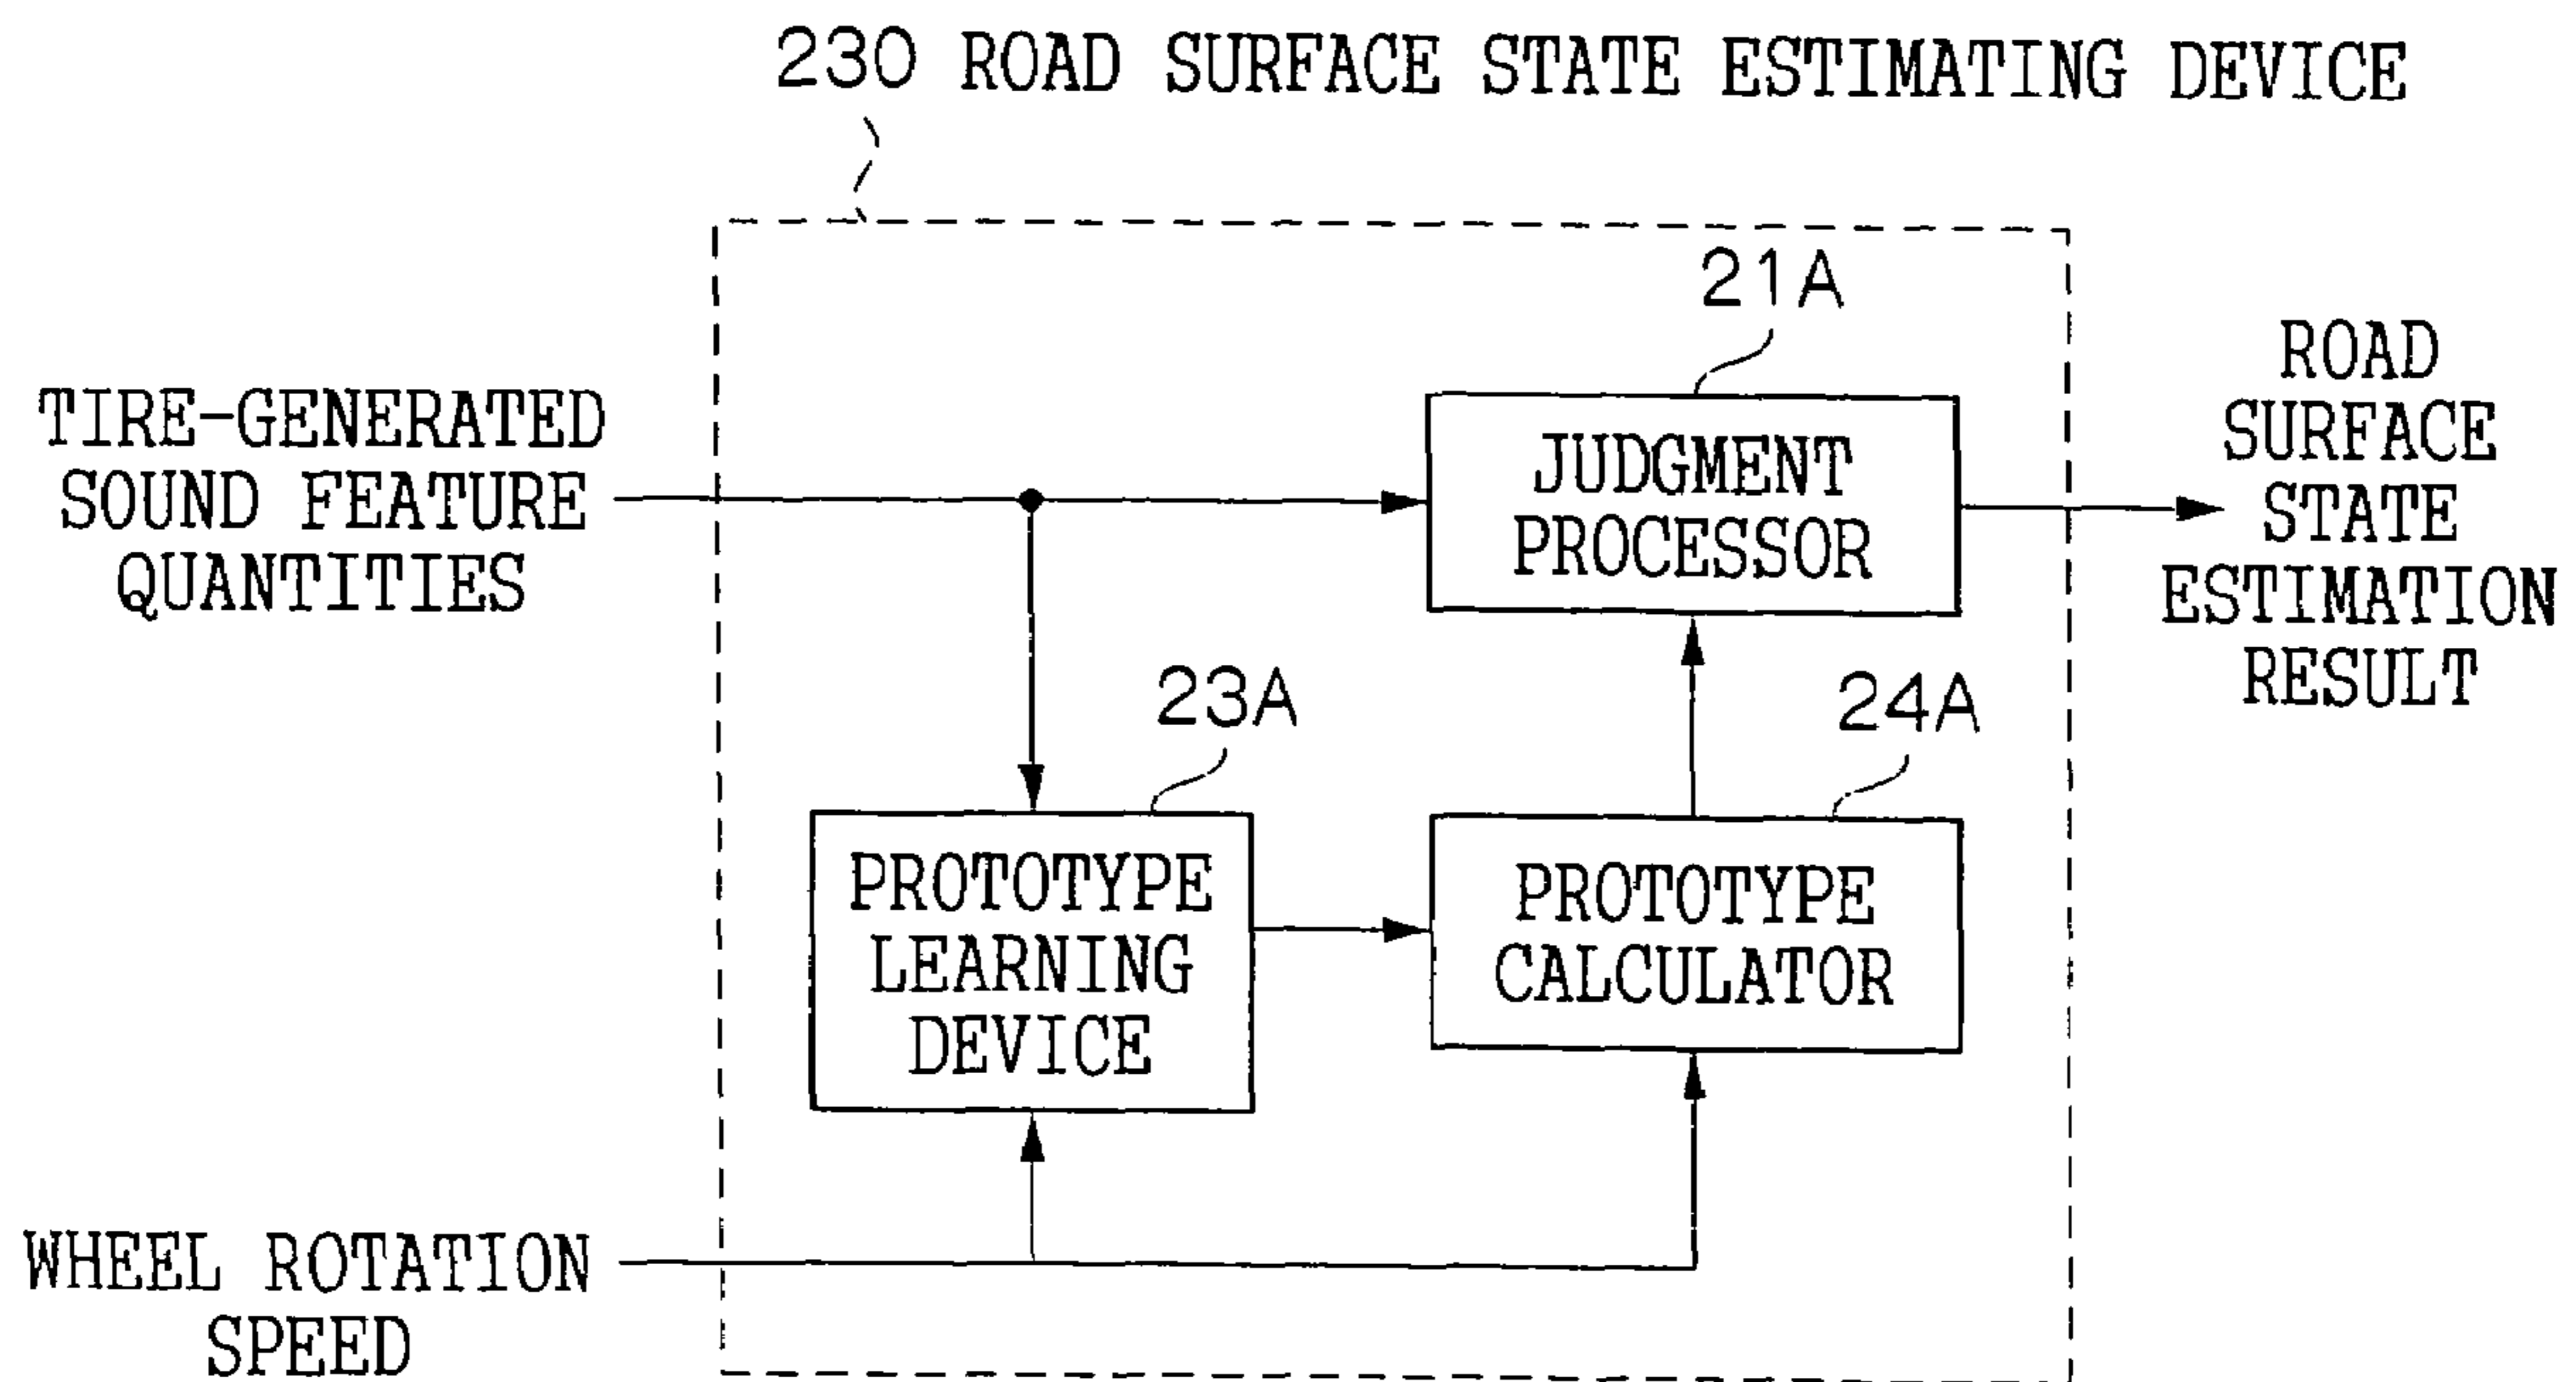 230 ROAD SURFACE STATE ESTIMATING DEVICE
21A
TIRE-GENERATED
SOUND FEATURE
QUANTITIES
JUDGMENT
PROCESSOR
ROAD
SURFACE
STATE
ESTIMATION
RESULT
23A
24A
PROTOTYPE
LEARNING
DEVICE
PROTOTYPE
CALCULATOR
WHEEL ROTATION
SPEED